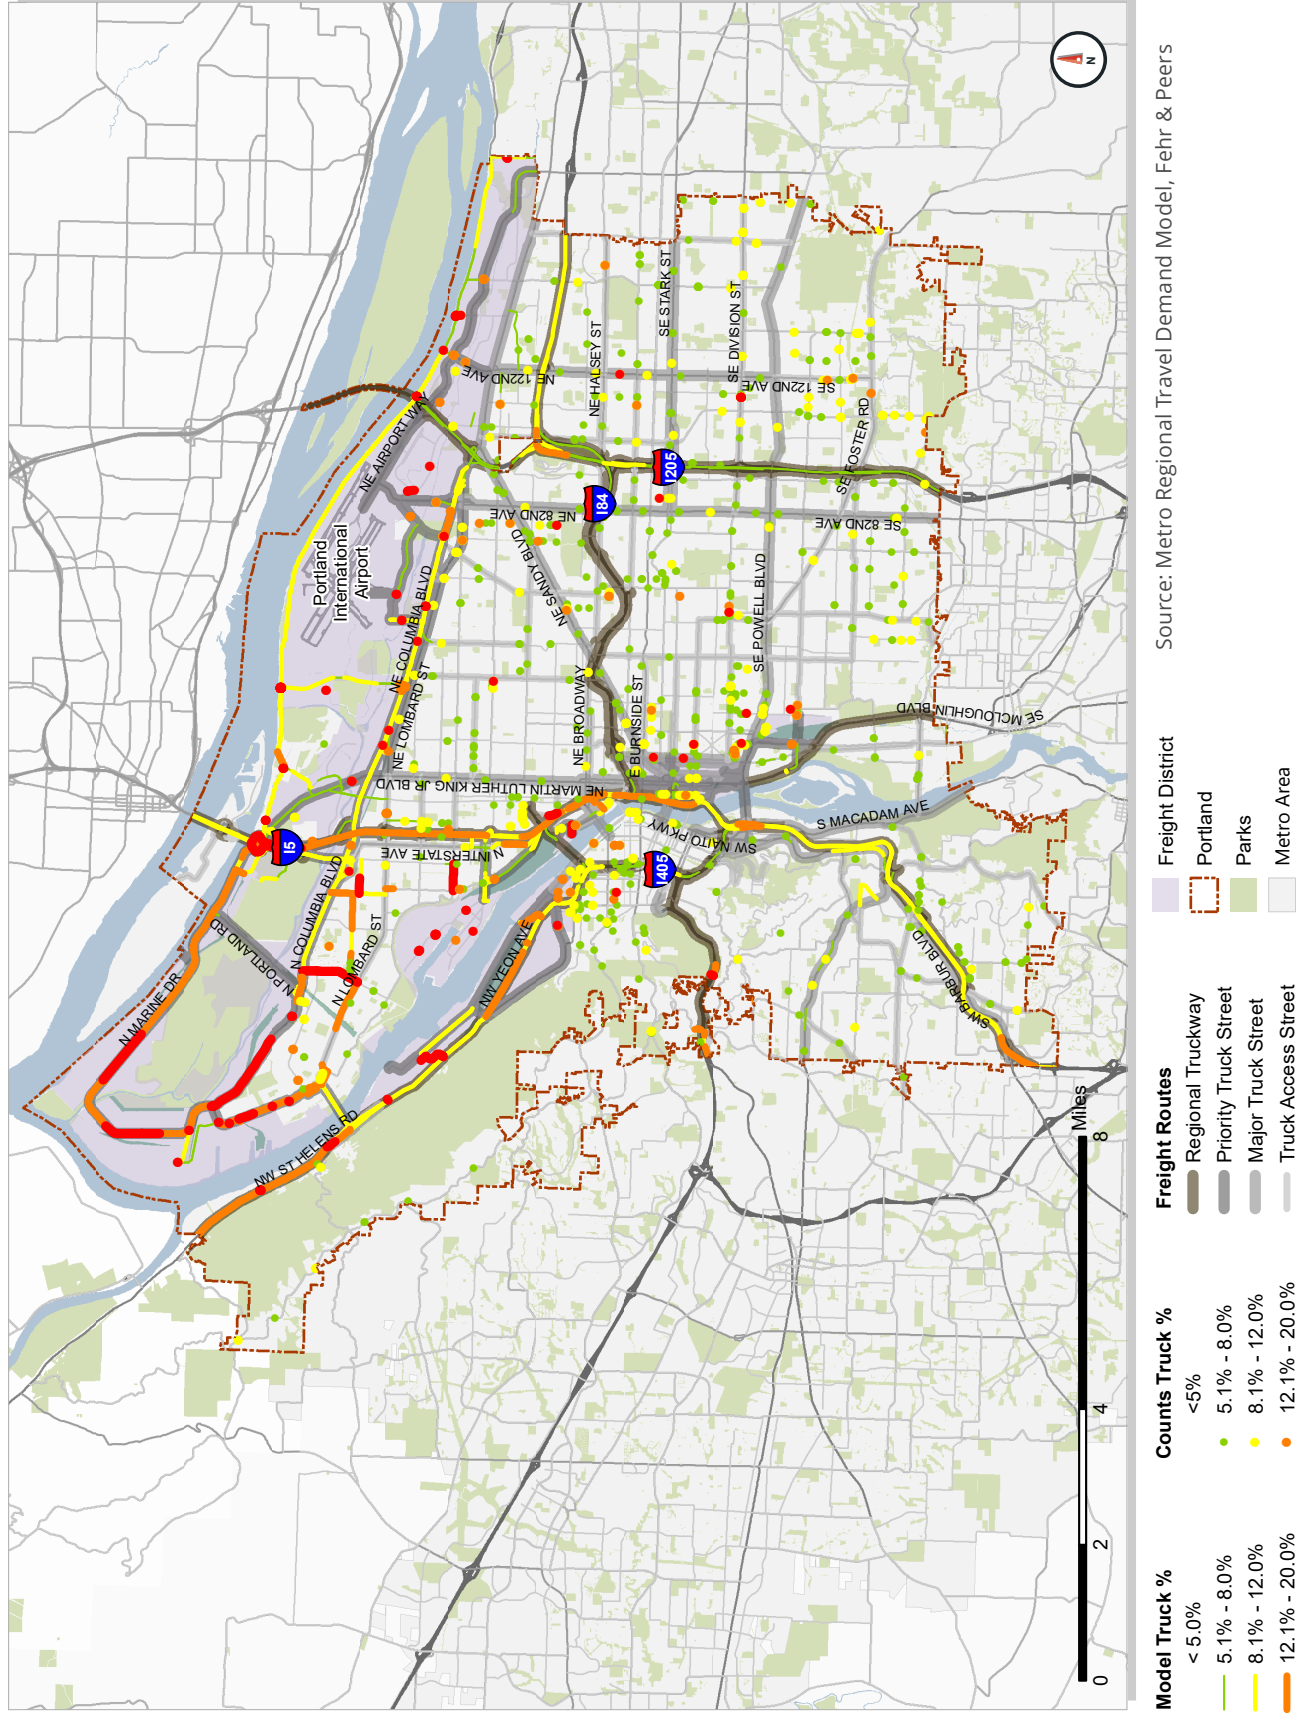 N
Portland
International
Airport
NE AIRPORT WAY
NE 122ND AVE
NE HALSEY ST
SE STARK ST
SE DIVISION ST
SE 122ND AVE
SE FOSTER RD
I205
I84
NE 82ND AVE
SE 82ND AVE
NE SANDY BLVD
NE COLUMBIA BLVD
NE LOMBARD ST
SE POWELL BLVD
NE BROADWAY
E BURNSIDE ST
SE MCLOUGHLIN BLVD
NE MARTIN LUTHER KING JR BLVD
S MACADAM AVE
SW NAITO PKWY
I5
N INTERSTATE AVE
I405
N COLUMBIA BLVD
N PORTLAND RD
N LOMBARD ST
N MARINE DR
NW YEON AVE
SW BARBUR BLVD
NW ST HELENS RD
0
2
4
8
Miles
Model Truck %
< 5.0%
5.1% - 8.0%
8.1% - 12.0%
12.1% - 20.0%
Counts Truck %
<5%
5.1% - 8.0%
8.1% - 12.0%
12.1% - 20.0%
Freight Routes
Regional Truckway
Priority Truck Street
Major Truck Street
Truck Access Street
Freight District
Portland
Parks
Metro Area
Source: Metro Regional Travel Demand Model, Fehr & Peers